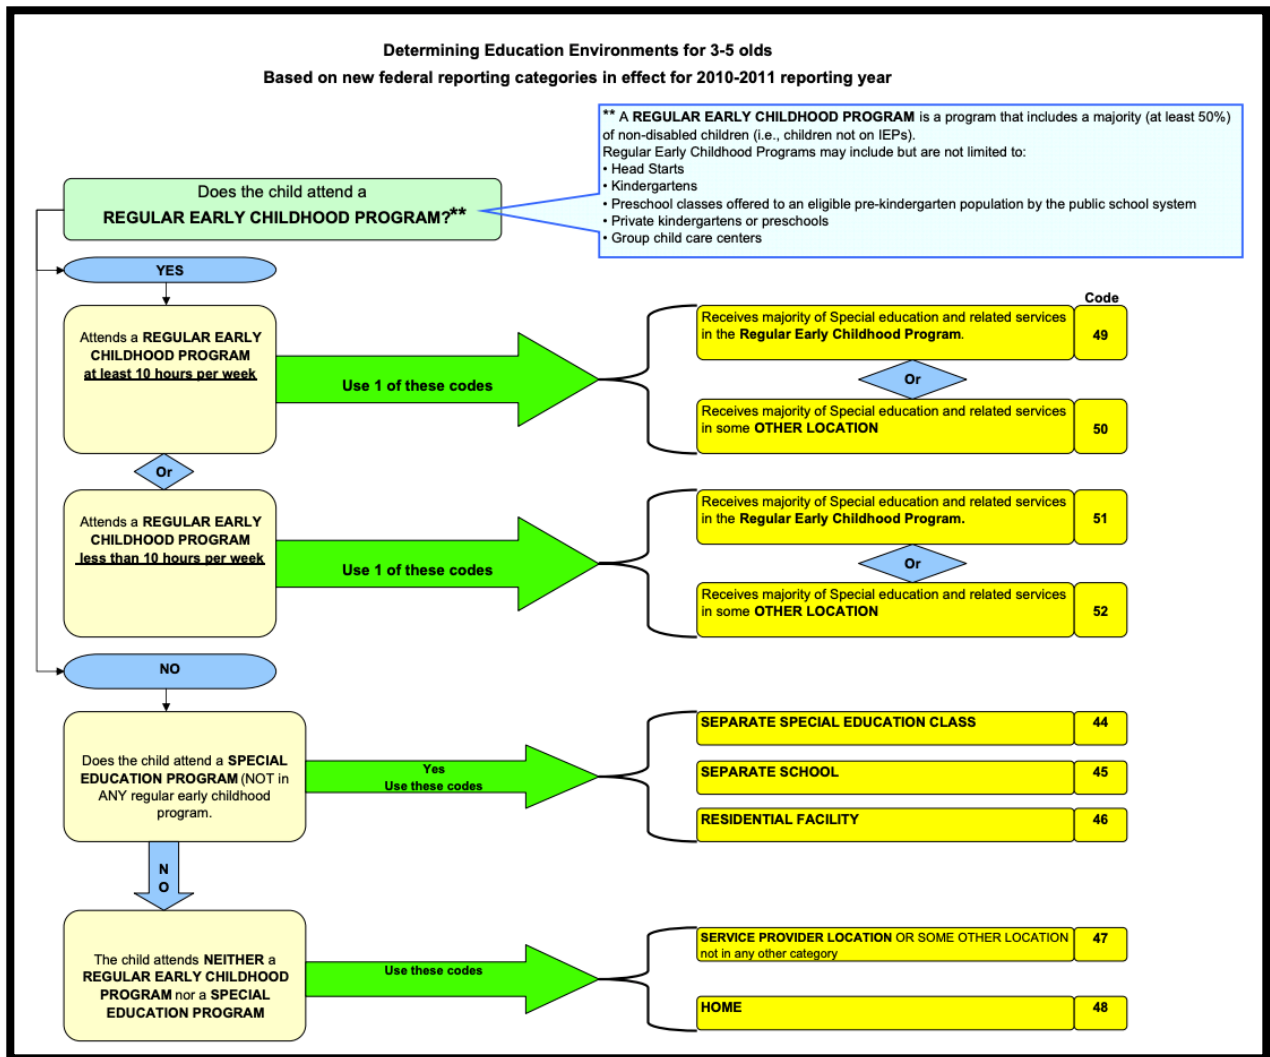 Determining Education Environments for 3-5 olds
Based on new federal reporting categories in effect for 2010-2011 reporting year
** A REGULAR EARLY CHILDHOOD PROGRAM is a program that includes a majority (at least 50%)
of non-disabled children (i.e., children not on IEPs).
Regular Early Childhood Programs may include but are not limited to:
• Head Starts
• Kindergartens
• Preschool classes offered to an eligible pre-kindergarten population by the public school system
• Private kindergartens or preschools
• Group child care centers
Does the child attend a
REGULAR EARLY CHILDHOOD PROGRAM?**
YES
Code
Attends a REGULAR EARLY
CHILDHOOD PROGRAM
at least 10 hours per week
Use 1 of these codes
Receives majority of Special education and related services
in the Regular Early Childhood Program.
49
Or
Receives majority of Special education and related services
in some OTHER LOCATION
50
Or
Attends a REGULAR EARLY
CHILDHOOD PROGRAM
less than 10 hours per week
Use 1 of these codes
Receives majority of Special education and related services
in the Regular Early Childhood Program.
51
Or
Receives majority of Special education and related services
in some OTHER LOCATION
52
NO
Does the child attend a SPECIAL
EDUCATION PROGRAM (NOT in
ANY regular early childhood
program.
Yes
Use these codes
SEPARATE SPECIAL EDUCATION CLASS
44
SEPARATE SCHOOL
45
RESIDENTIAL FACILITY
46
N
O
The child attends NEITHER a
REGULAR EARLY CHILDHOOD
PROGRAM nor a SPECIAL
EDUCATION PROGRAM
Use these codes
SERVICE PROVIDER LOCATION OR SOME OTHER LOCATION
not in any other category
47
HOME
48